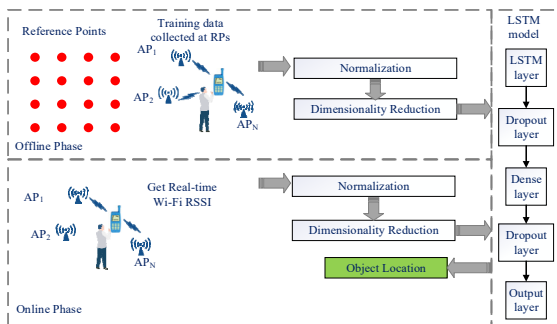 Reference Points
Training data
collected at RPs
AP1
AP2
APN
Normalization
Dimensionality Reduction
Offline Phase
AP1
AP2
APN
Get Real-time
Wi-Fi RSSI
Normalization
Dimensionality Reduction
Object Location
Online Phase
LSTM
model
LSTM
layer
Dropout
layer
Dense
layer
Dropout
layer
Output
layer